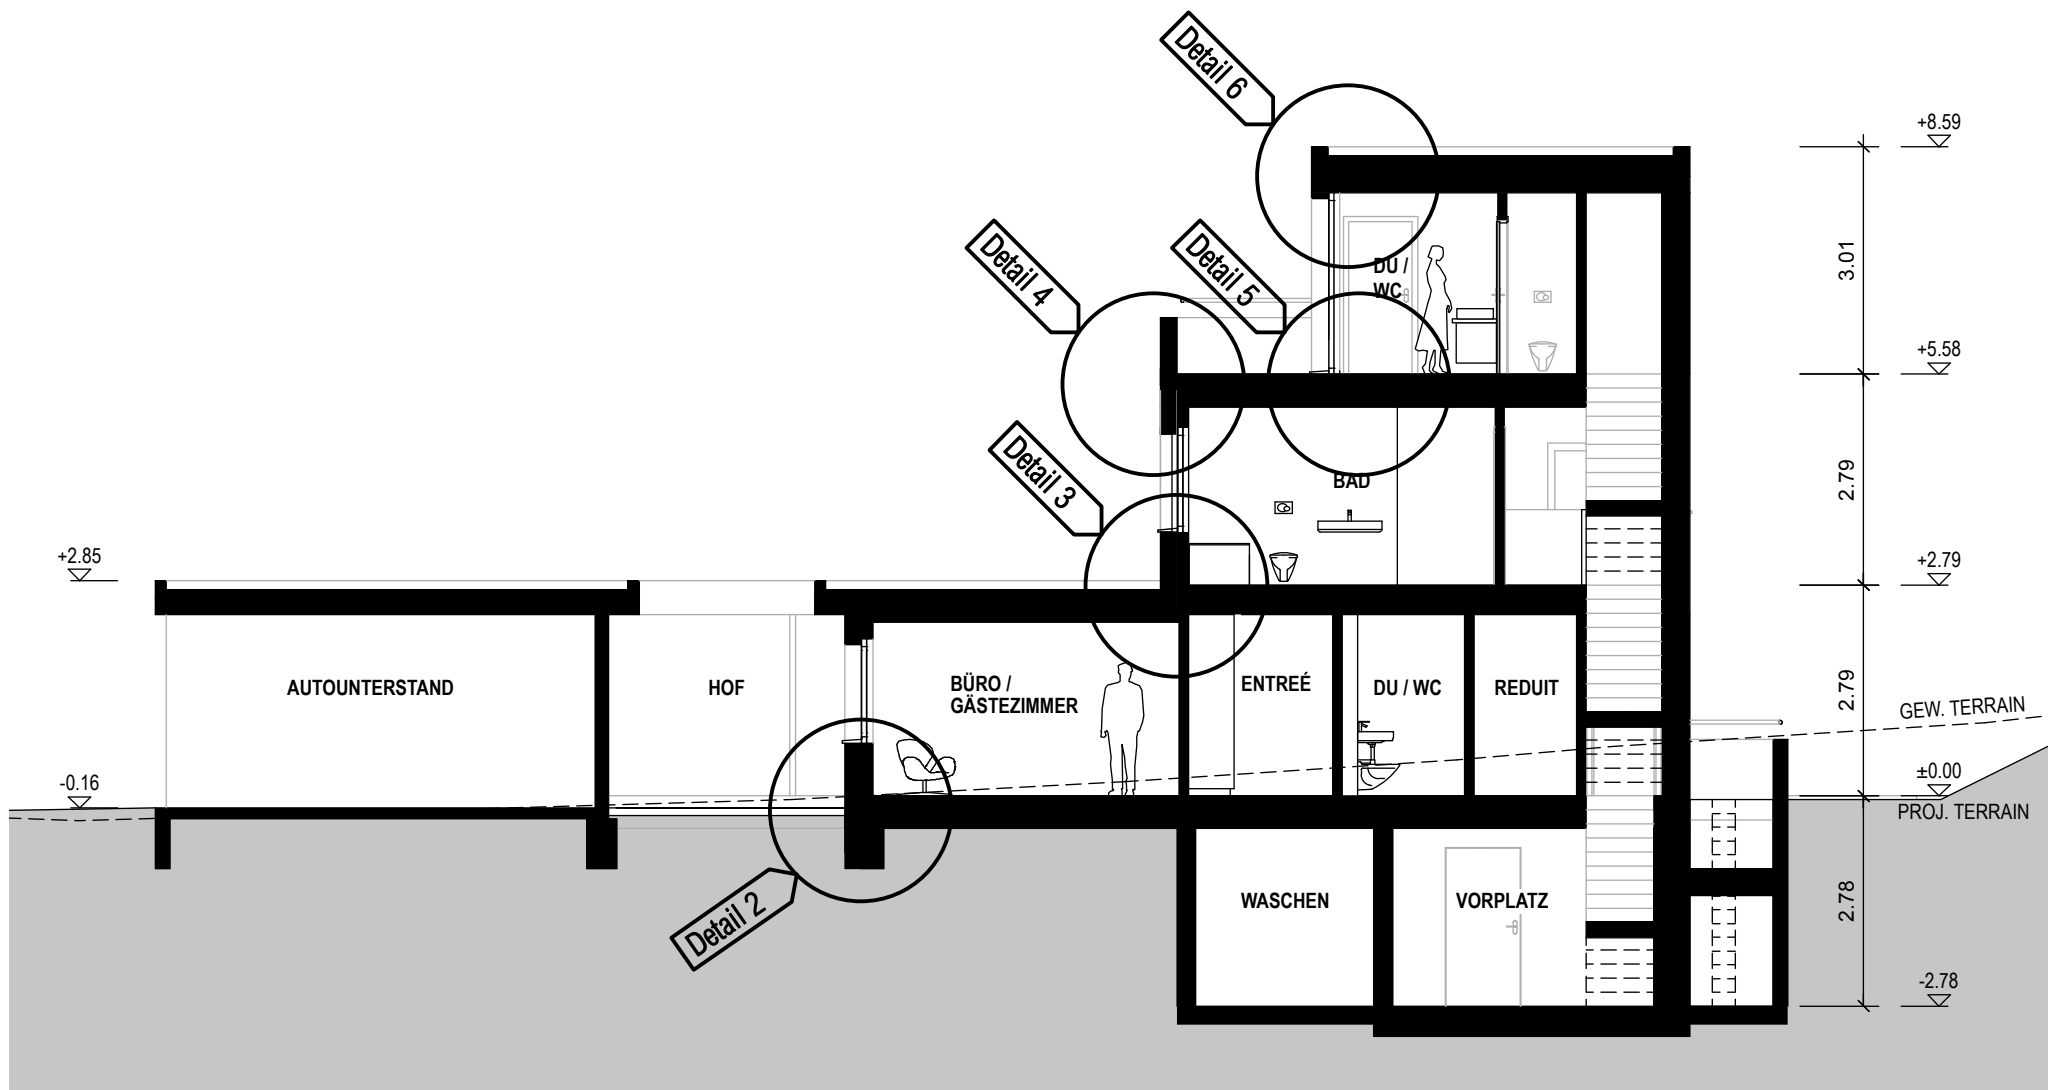 Detail 6
+8.59
3.01
Detail 4
Detail 5
DU /
WC
+5.58
Detail 3
BAD
2.79
+2.85
+2.79
AUTOUNTERSTAND
HOF
BÜRO /
GÄSTEZIMMER
ENTREÉ
DU / WC
REDUIT
2.79
GEW. TERRAIN
-0.16
±0.00
PROJ. TERRAIN
Detail 2
WASCHEN
VORPLATZ
2.78
-2.78